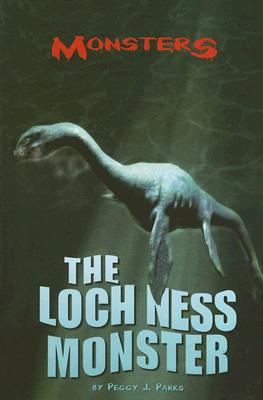 MONSTERS
THE
LOCH NESS
MONSTER
BY PEGGY J. PARKS